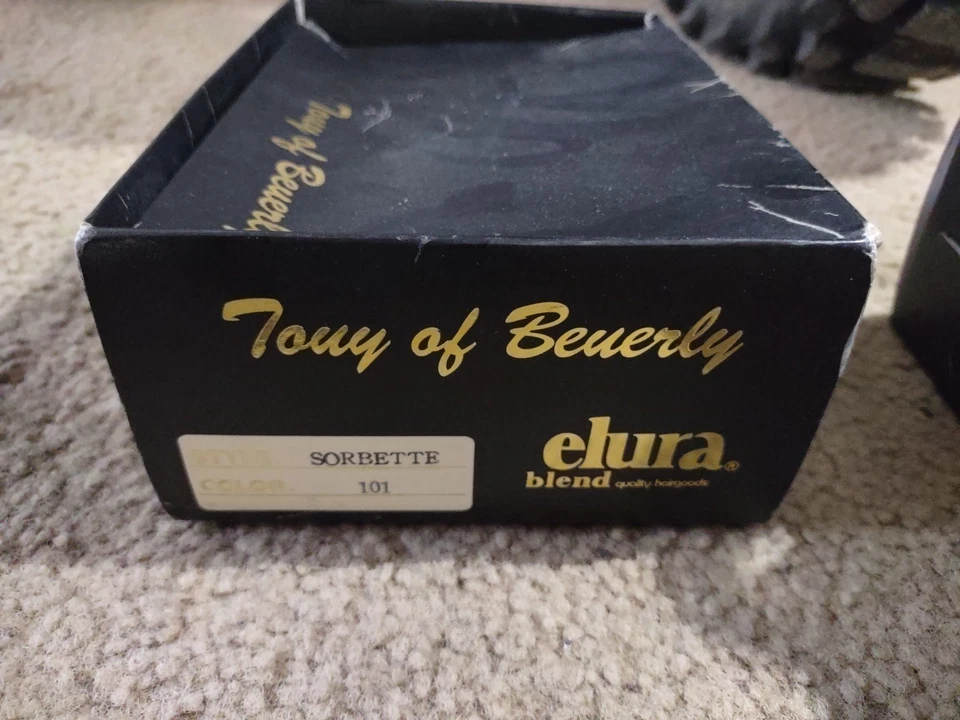 Tony of Beverly
Tony of Beverly
STYLE SORBETTE
COLOR 101
elura®
blend quality hairgoods